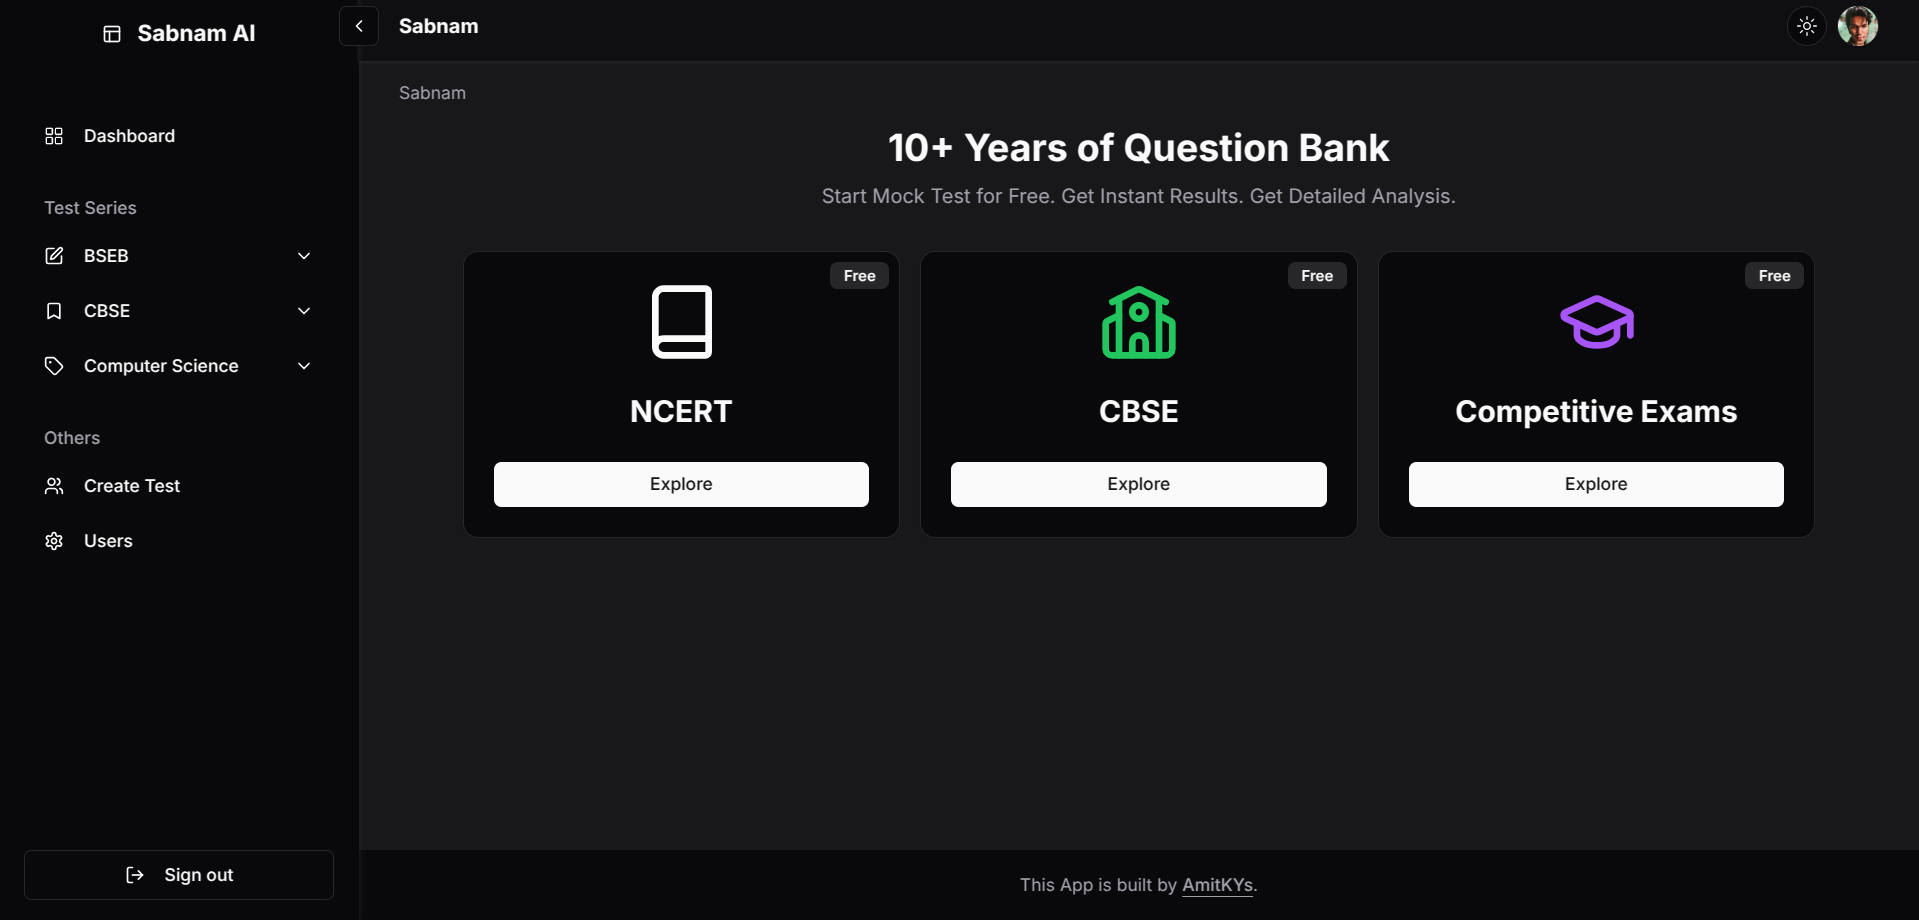 Sabnam AI
Dashboard
Test Series
BSEB
CBSE
Computer Science
Others
Create Test
Users
Sign out
Sabnam
Sabnam
10+ Years of Question Bank
Start Mock Test for Free. Get Instant Results. Get Detailed Analysis.
Free
NCERT
Explore
Free
CBSE
Explore
Free
Competitive Exams
Explore
This App is built by AmitKYs.